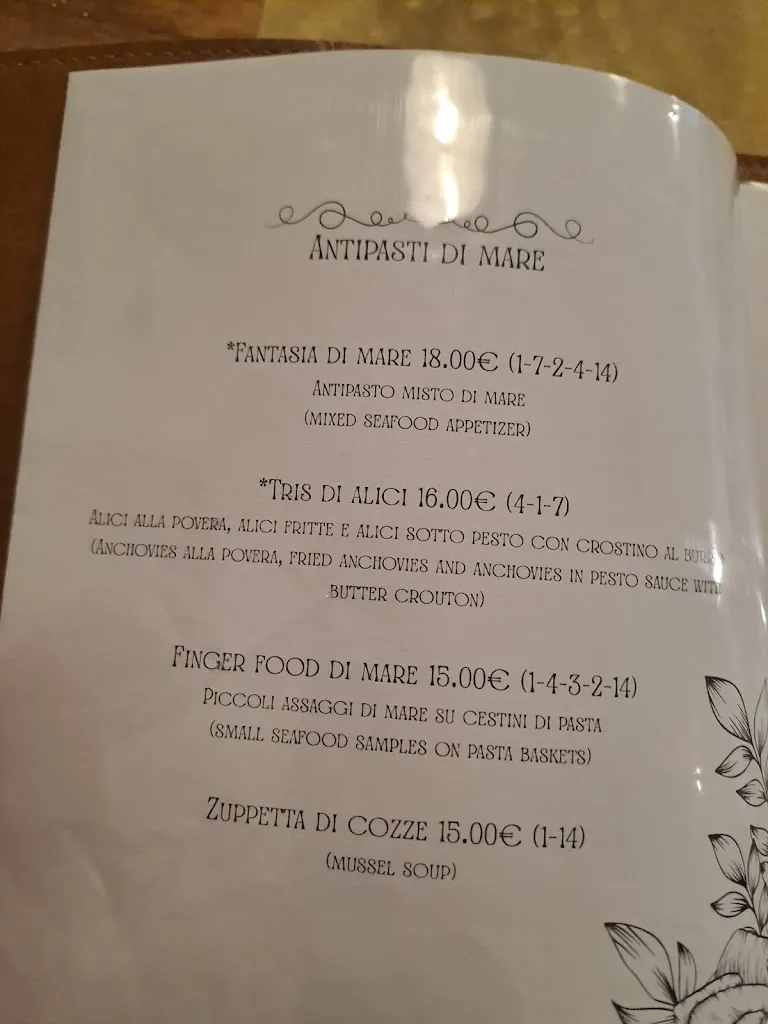 ANTIPASTI DI MARE
*FANTASIA DI MARE 18.00€ (1-7-2-4-14)
ANTIPASTO MISTO DI MARE
(MIXED SEAFOOD APPETIZER)
*TRIS DI ALICI 16.00€ (4-1-7)
ALICI ALLA POVERA, ALICI FRITTE E ALICI SOTTO PESTO CON CROSTINO AL
(ANCHOVIES ALLA POVERA, FRIED ANCHOVIES AND ANCHOVIES IN PESTO SAUCE WITH
BUTTER CROUTON)
FINGER FOOD DI MARE 15.00€ (1-4-3-2-14)
PICCOLI ASSAGGI DI MARE SU CESTINI DI PASTA
(SMALL SEAFOOD SAMPLES ON PASTA BASKETS)
ZUPPETTA DI COZZE 15.00€ (1-14)
(MUSSEL SOUP)